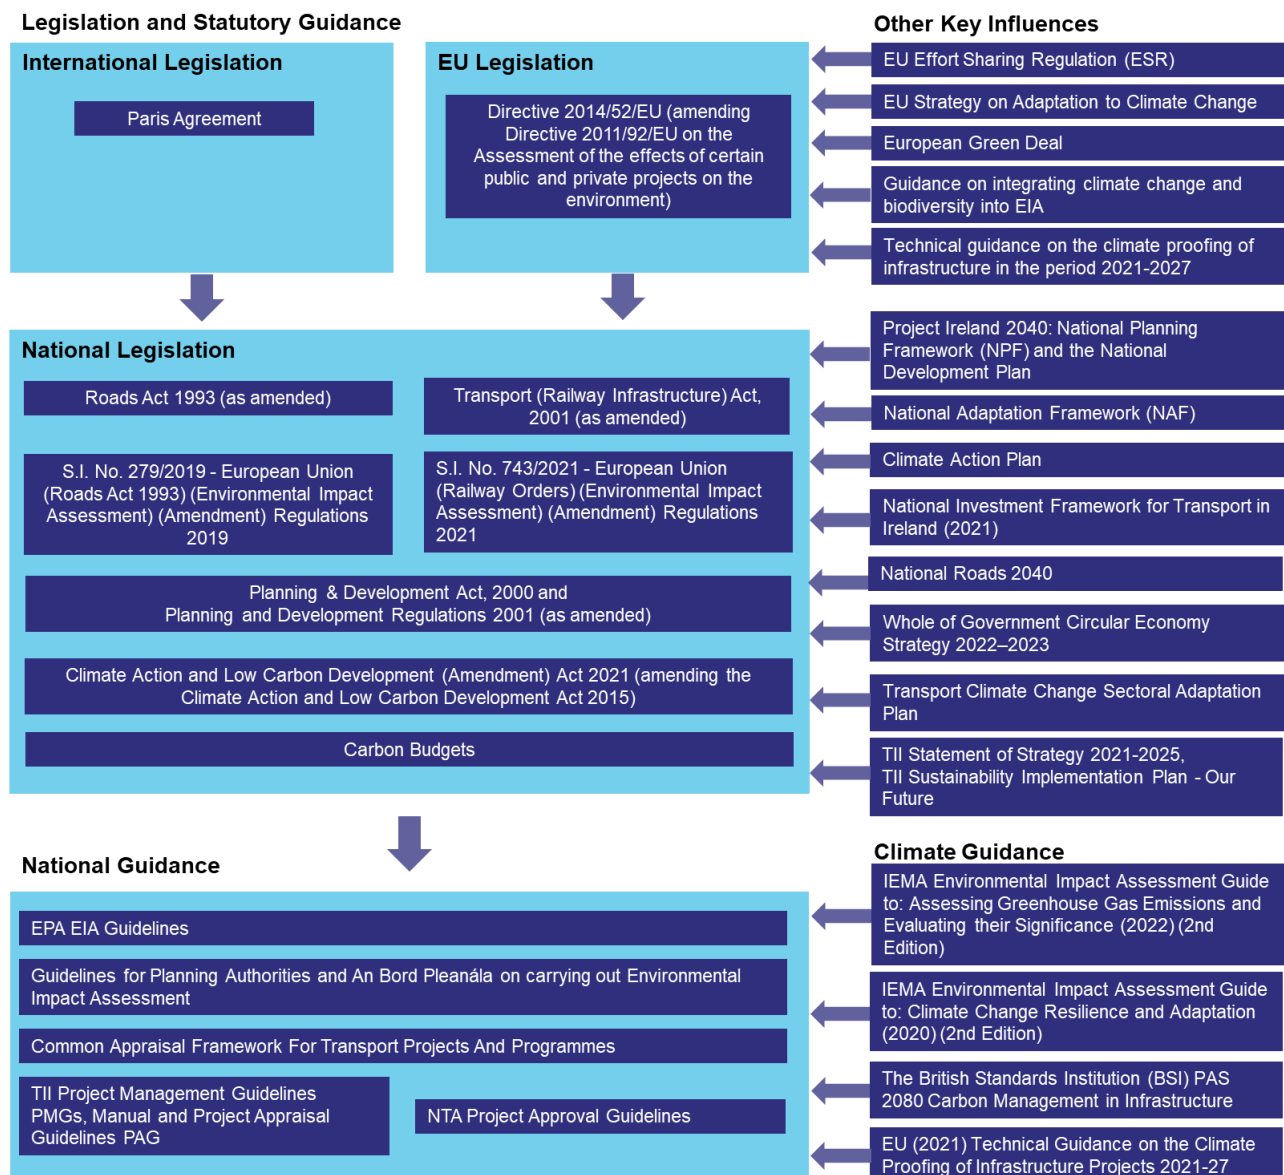 Legislation and Statutory Guidance
International Legislation
Paris Agreement
EU Legislation
Directive 2014/52/EU (amending
Directive 2011/92/EU on the
Assessment of the effects of certain
public and private projects on the
environment)
Other Key Influences
EU Effort Sharing Regulation (ESR)
EU Strategy on Adaptation to Climate Change
European Green Deal
Guidance on integrating climate change and
biodiversity into EIA
Technical guidance on the climate proofing of
infrastructure in the period 2021-2027
National Legislation
Roads Act 1993 (as amended)
Transport (Railway Infrastructure) Act,
2001 (as amended)
S.I. No. 279/2019 - European Union
(Roads Act 1993) (Environmental Impact
Assessment) (Amendment) Regulations
2019
S.I. No. 743/2021 - European Union
(Railway Orders) (Environmental Impact
Assessment) (Amendment) Regulations
2021
Planning & Development Act, 2000 and
Planning and Development Regulations 2001 (as amended)
Climate Action and Low Carbon Development (Amendment) Act 2021 (amending the
Climate Action and Low Carbon Development Act 2015)
Carbon Budgets
Project Ireland 2040: National Planning
Framework (NPF) and the National
Development Plan
National Adaptation Framework (NAF)
Climate Action Plan
National Investment Framework for Transport in
Ireland (2021)
National Roads 2040
Whole of Government Circular Economy
Strategy 2022–2023
Transport Climate Change Sectoral Adaptation
Plan
TII Statement of Strategy 2021-2025,
TII Sustainability Implementation Plan - Our
Future
National Guidance
EPA EIA Guidelines
Guidelines for Planning Authorities and An Bord Pleanála on carrying out Environmental
Impact Assessment
Common Appraisal Framework For Transport Projects And Programmes
TII Project Management Guidelines
PMGs, Manual and Project Appraisal
Guidelines PAG
NTA Project Approval Guidelines
Climate Guidance
IEMA Environmental Impact Assessment Guide
to: Assessing Greenhouse Gas Emissions and
Evaluating their Significance (2022) (2nd
Edition)
IEMA Environmental Impact Assessment Guide
to: Climate Change Resilience and Adaptation
(2020) (2nd Edition)
The British Standards Institution (BSI) PAS
2080 Carbon Management in Infrastructure
EU (2021) Technical Guidance on the Climate
Proofing of Infrastructure Projects 2021-27